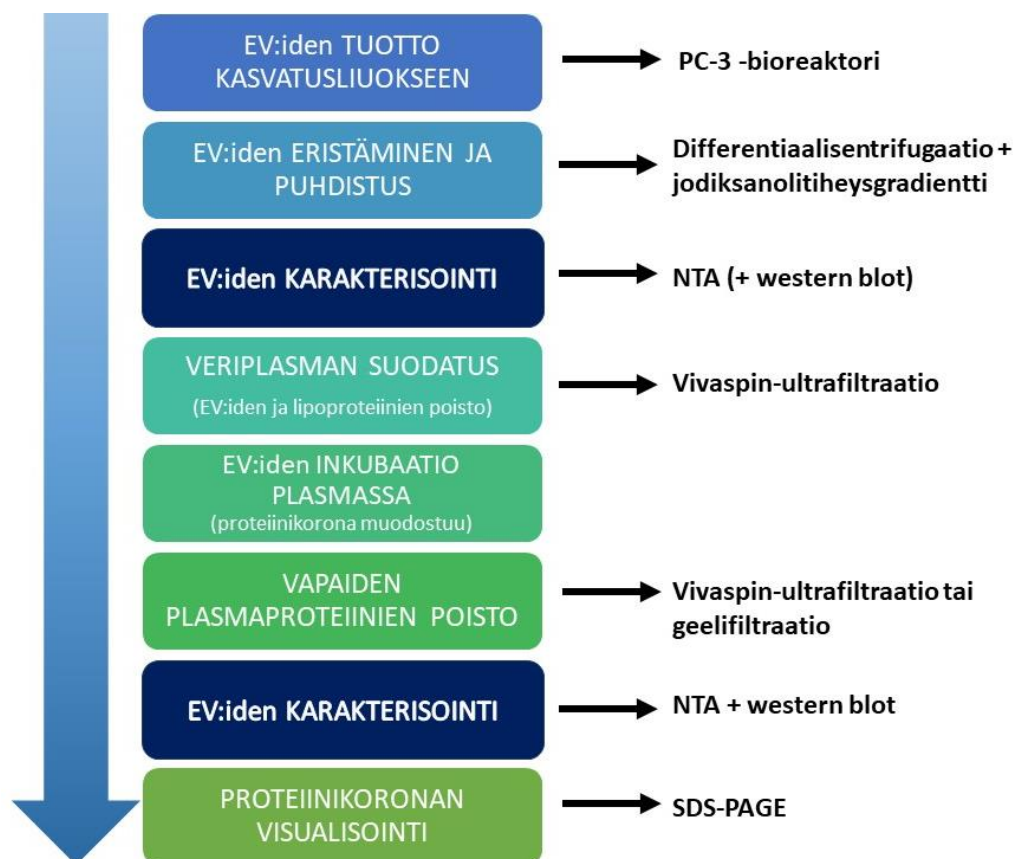 EV:iden TUOTTO
KASVATUSLIUOKSEEN
PC-3 -bioreaktori
EV:iden ERISTÄMINEN JA
PUHDISTUS
Differentiaalisentrifugaatio +
jodiksanolitiheysgradientti
EV:iden KARAKTERISOINTI
NTA (+ western blot)
VERIPLASMAN SUODATUS
(EV:iden ja lipoproteiinien poisto)
Vivaspin-ultrafiltraatio
EV:iden INKUBAATIO
PLASMASSA
(proteiinikorona muodostuu)
VAPAIDEN
PLASMAPROTEIINIEN POISTO
Vivaspin-ultrafiltraatio tai
geelifiltraatio
EV:iden KARAKTERISOINTI
NTA + western blot
PROTEIINIKORONAN
VISUALISOINTI
SDS-PAGE